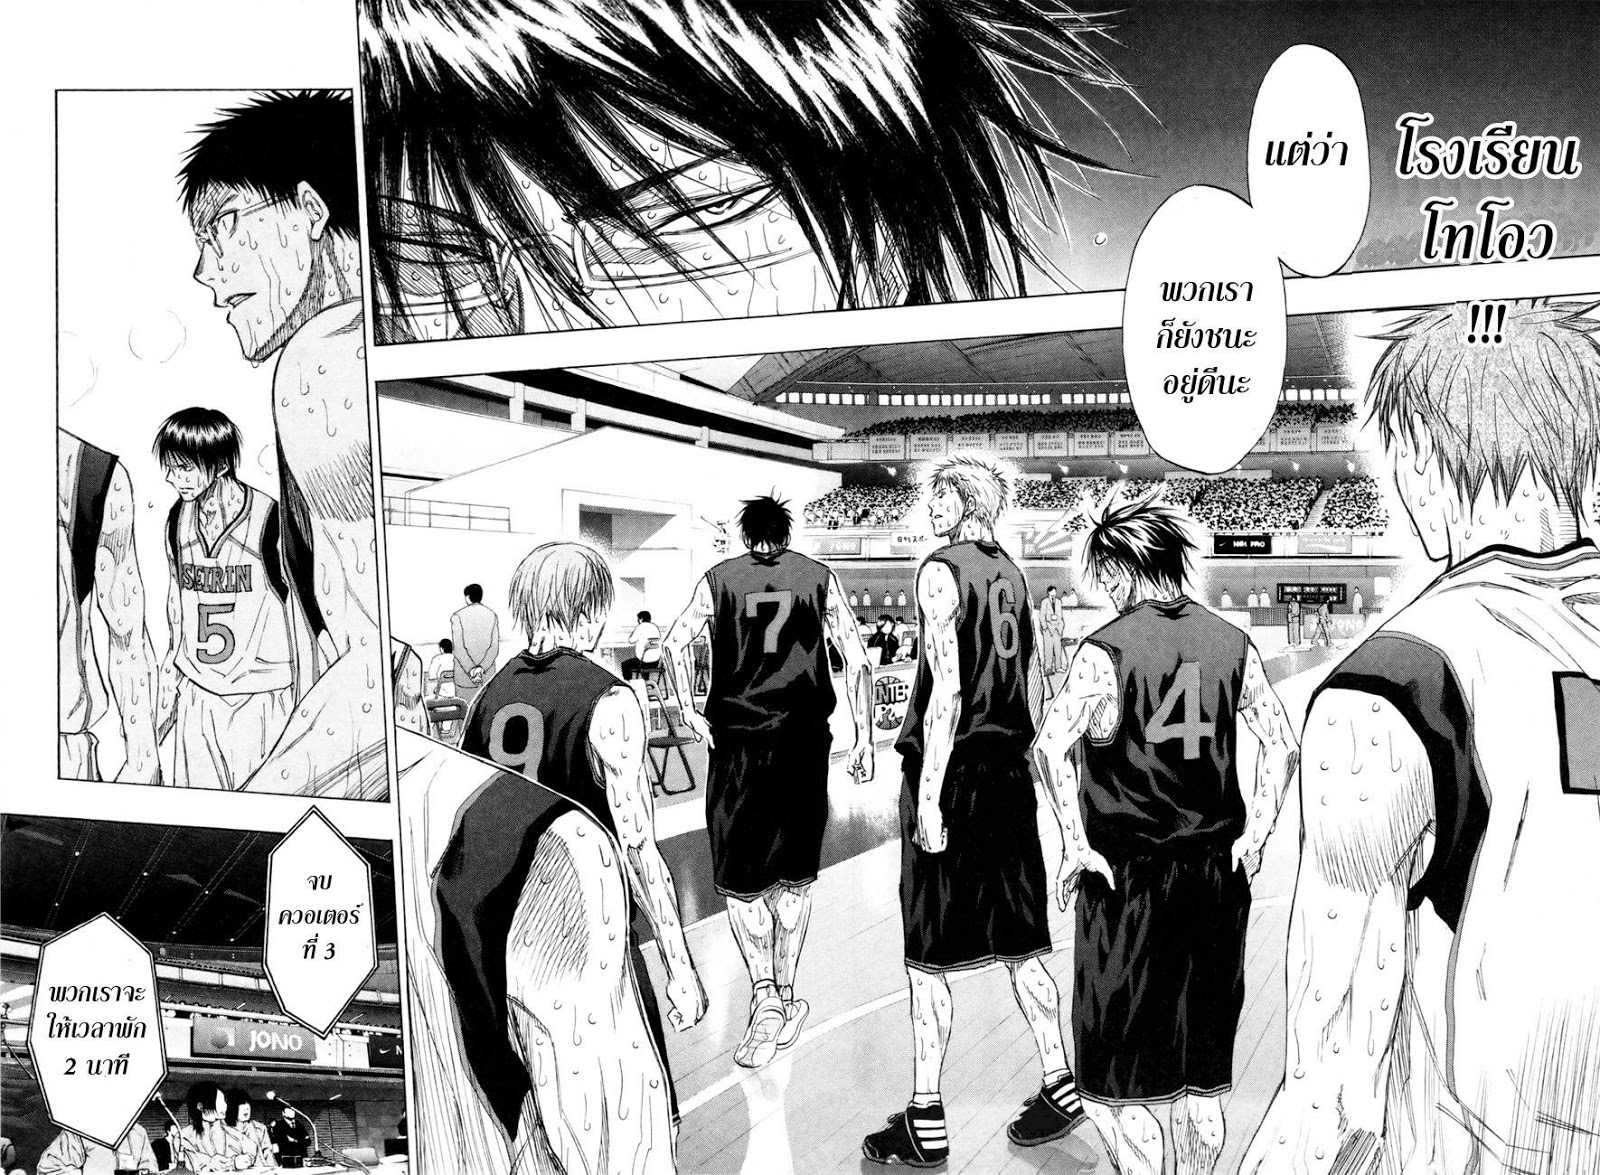 โรงเรียน
โทโอว
!!!
แต่ว่า
พวกเรา
ก็ยังชนะ
อยู่ดีนะ
7
6
4
9
JONO
SEIRIN
5
จบ
ควอเตอร์
ที่ 3
พวกเราจะ
ให้เวลาพัก
2 นาที
JONO